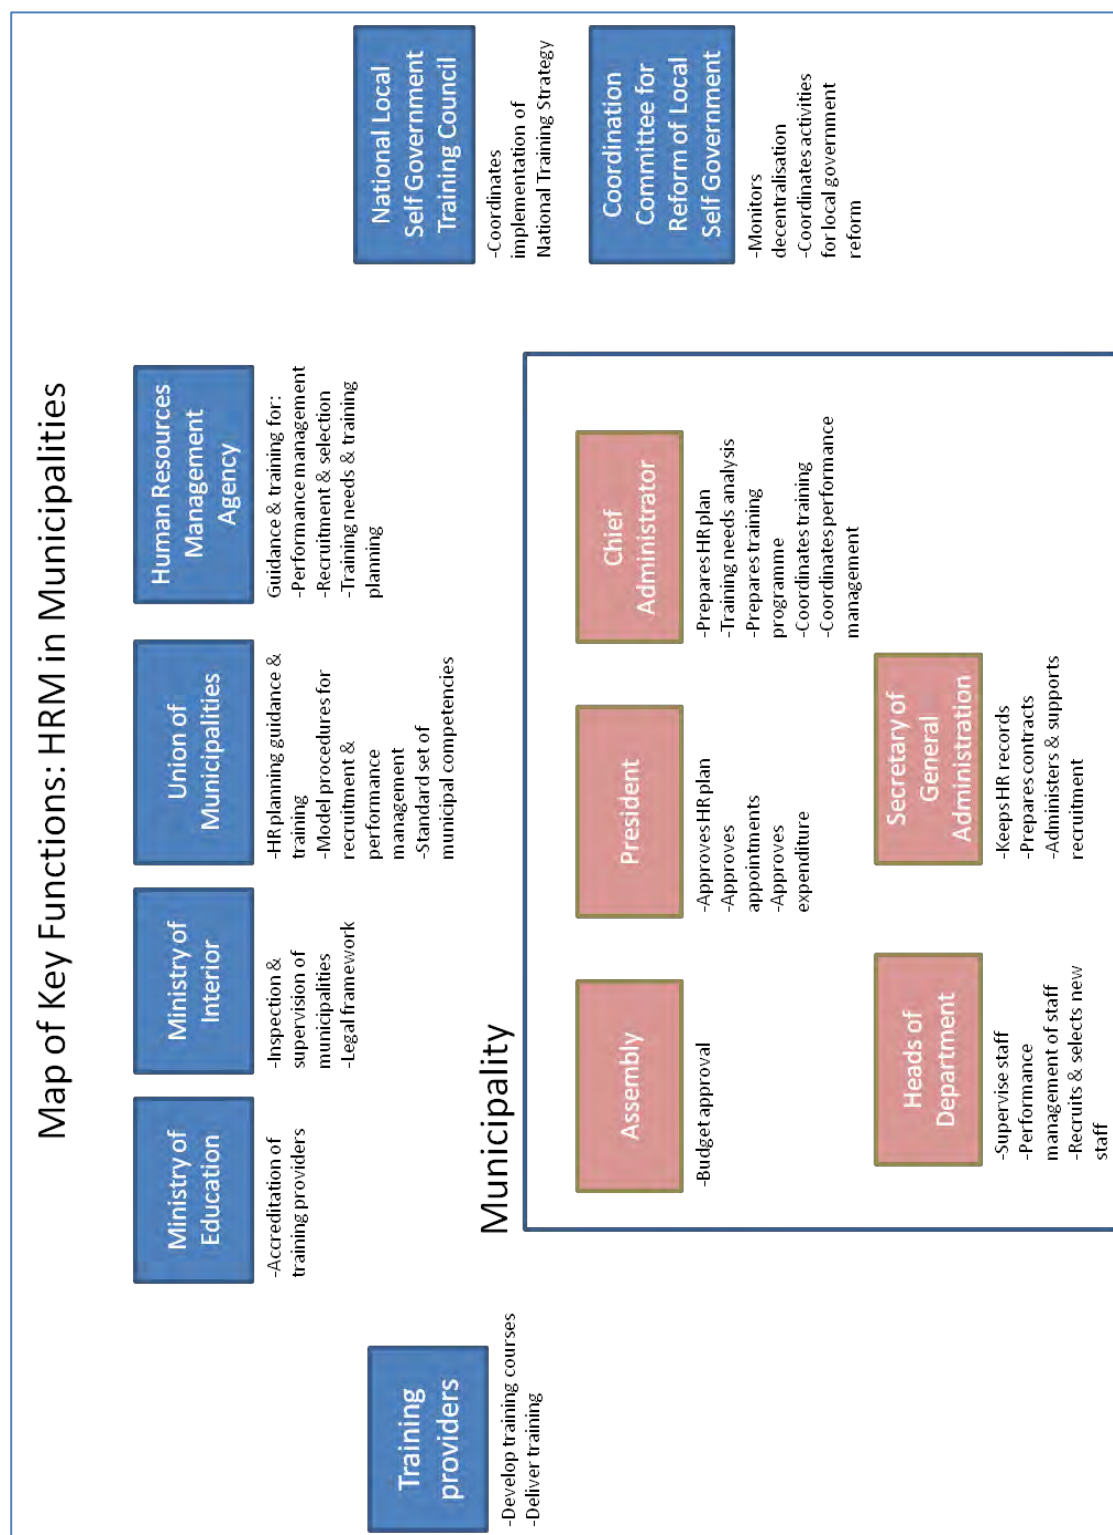 Map of Key Functions: HRM in Municipalities
Ministry of
Education
-Accreditation of
training providers
Ministry of
Interior
-Inspection &
supervision of
municipalities
-Legal framework
Union of
Municipalities
-HR planning guidance &
training
-Model procedures for
recruitment &
performance
management
-Standard set of
municipal competencies
Human Resources
Management
Agency
Guidance & training for:
-Performance management
-Recruitment & selection
-Training needs & training
planning
National Local
Self Government
Training Council
-Coordinates
implementation of
National Training Strategy
Training
providers
-Develop training courses
-Deliver training
Coordination
Committee for
Reform of Local
Self Government
-Monitors
decentralisation
-Coordinates activities
for local government
reform
Municipality
Assembly
-Budget approval
President
-Approves HR plan
-Approves
appointments
-Approves
expenditure
Chief
Administrator
-Prepares HR plan
-Training needs analysis
-Prepares training
programme
-Coordinates training
-Coordinates performance
management
Heads of
Department
-Supervise staff
-Performance
management of staff
-Recruits & selects new
staff
Secretary of
General
Administration
-Keeps HR records
-Prepares contracts
-Administers & supports
recruitment